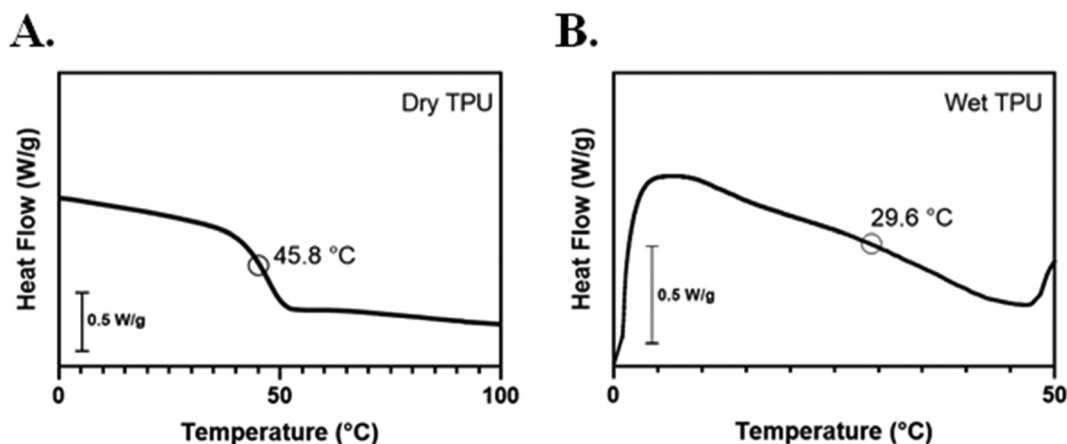 A.
Dry TPU
Heat Flow (W/g)
45.8 °C
0.5 W/g
0
50
100
Temperature (°C)
B.
Wet TPU
Heat Flow (W/g)
29.6 °C
0.5 W/g
0
50
Temperature (°C)